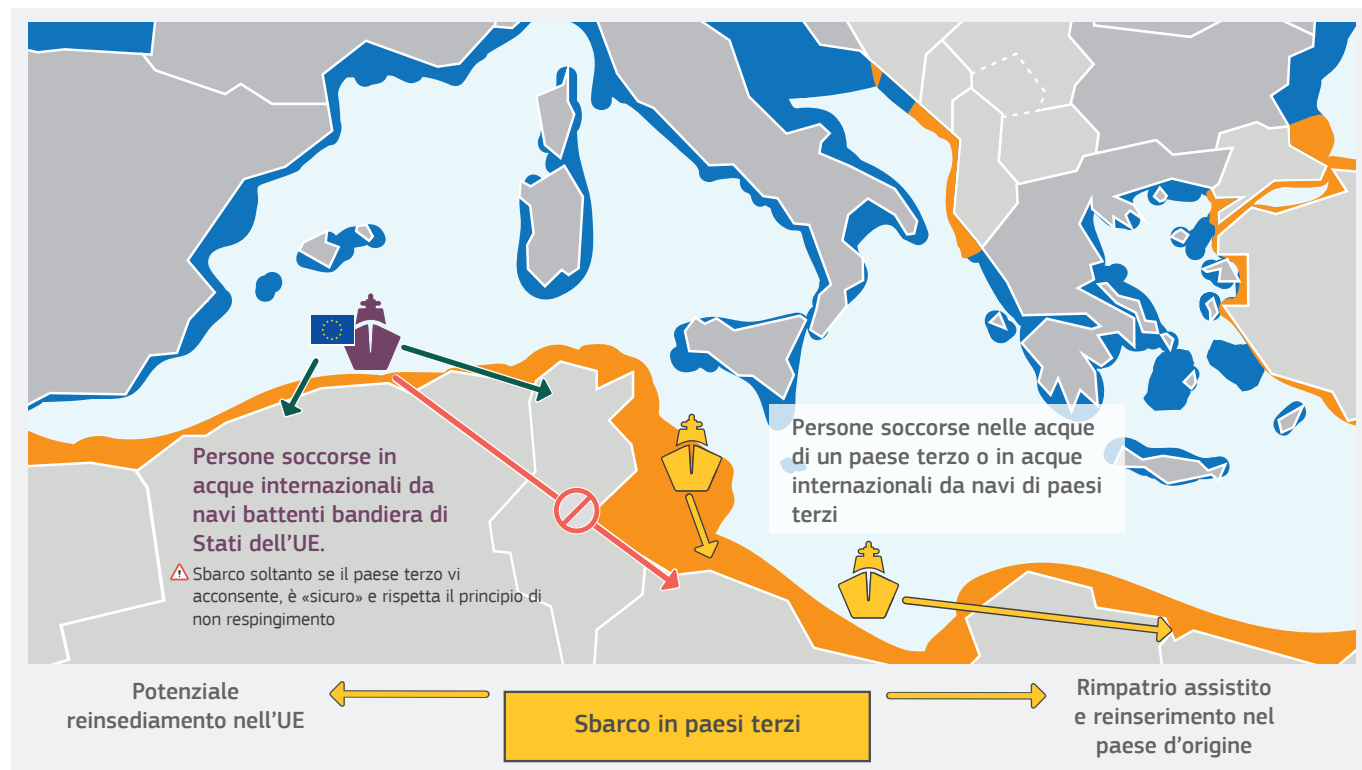 Persone soccorse in
acque internazionali da
navi battenti bandiera di
Stati dell'UE.
Sbarco soltanto se il paese terzo vi
acconsente, è «sicuro» e rispetta il principio di
non respingimento
Persone soccorse nelle acque
di un paese terzo o in acque
internazionali da navi di paesi
terzi
Potenziale
reinsediamento nell'UE
Sbarco in paesi terzi
Rimpatrio assistito
e reinserimento nel
paese d'origine